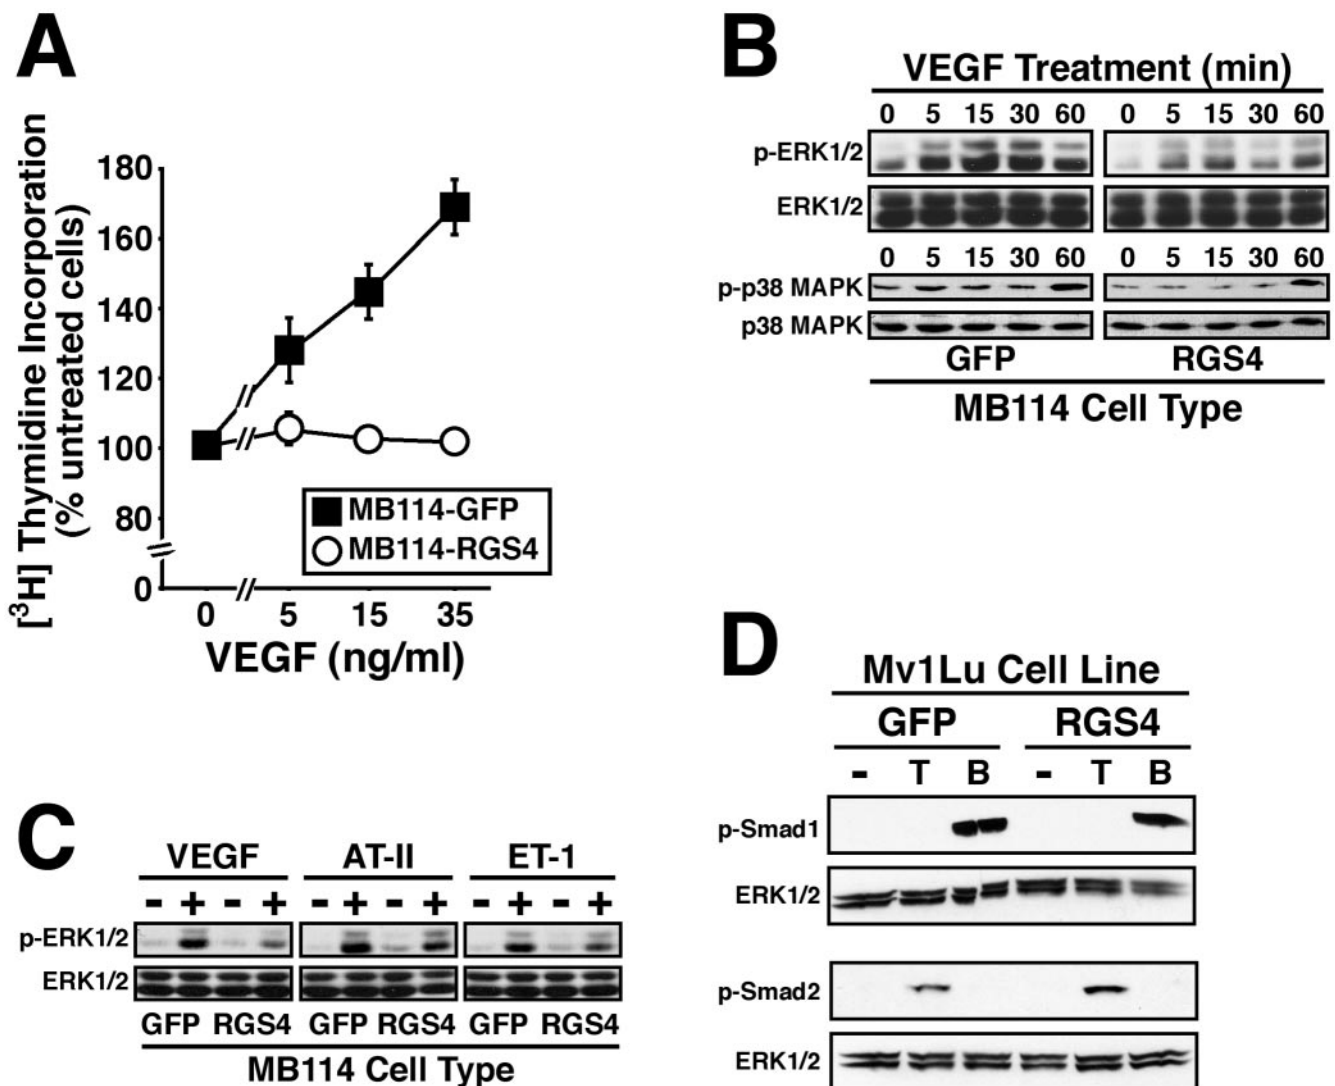 A
[³H] Thymidine Incorporation
(% untreated cells)
180
160
140
120
100
80
0
MB114-GFP
MB114-RGS4
0 5 15 35
VEGF (ng/ml)
B
VEGF Treatment (min)
0 5 15 30 60 0 5 15 30 60
p-ERK1/2
ERK1/2
0 5 15 30 60 0 5 15 30 60
p-p38 MAPK
p38 MAPK
GFP RGS4
MB114 Cell Type
C
VEGF AT-II ET-1
- + - + - + - + - + - +
p-ERK1/2
ERK1/2
GFP RGS4 GFP RGS4 GFP RGS4
MB114 Cell Type
D
Mv1Lu Cell Line
GFP RGS4
- T B - T B
p-Smad1
ERK1/2
p-Smad2
ERK1/2